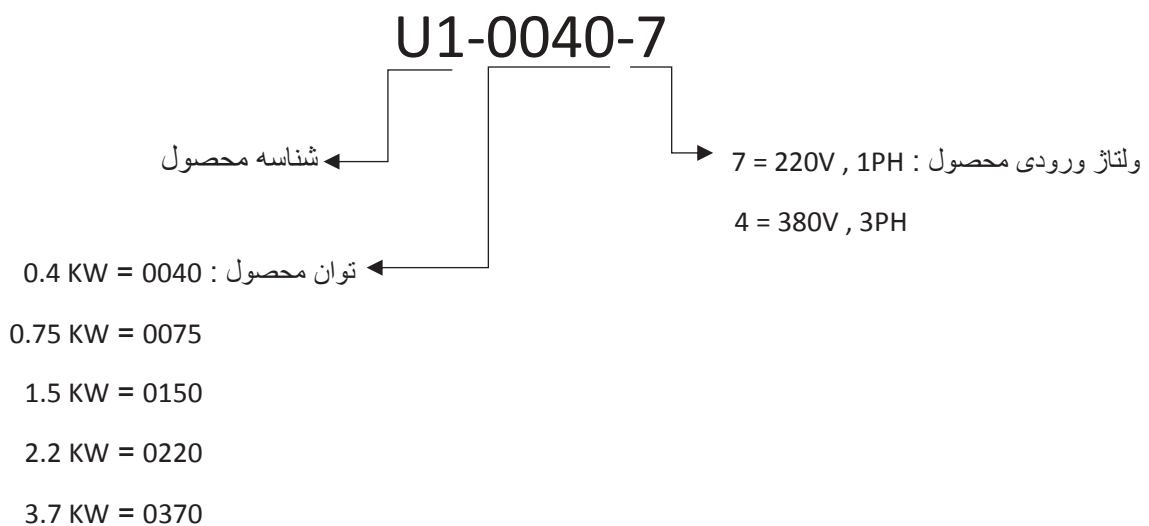 U1-0040-7
شناسه محصول
ولتاژ ورودی محصول : 7 = 220V , 1PH
4 = 380V , 3PH
توان محصول : 0040 = 0.4 KW
0.75 KW = 0075
1.5 KW = 0150
2.2 KW = 0220
3.7 KW = 0370